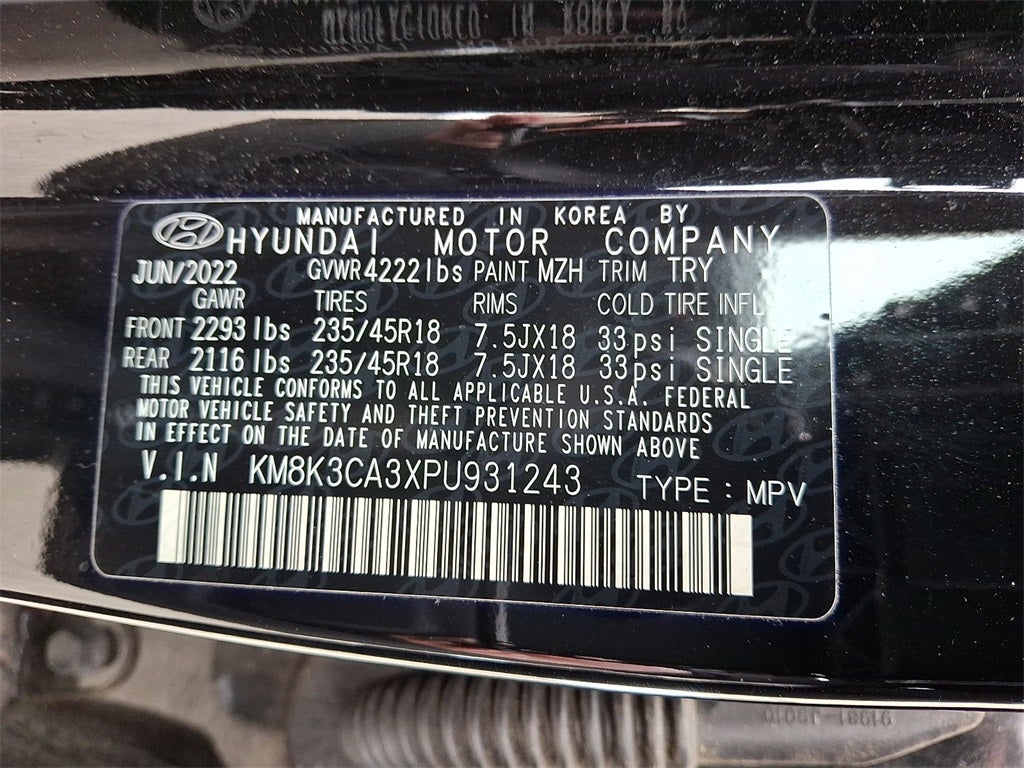 MANUFACTURED IN KOREA BY
HYUNDAI MOTOR COMPANY
JUN/2022 GVWR 4222lbs PAINT MZH TRIM TRY
GAWR TIRES RIMS COLD TIRE INFL
FRONT 2293 lbs 235/45R18 7.5JX18 33psi SINGLE
REAR 2116 lbs 235/45R18 7.5JX18 33psi SINGLE
THIS VEHICLE CONFORMS TO ALL APPLICABLE U.S.A. FEDERAL
MOTOR VEHICLE SAFETY AND THEFT PREVENTION STANDARDS
IN EFFECT ON THE DATE OF MANUFACTURE SHOWN ABOVE
V.I.N KM8K3CA3XPU931243 TYPE : MPV